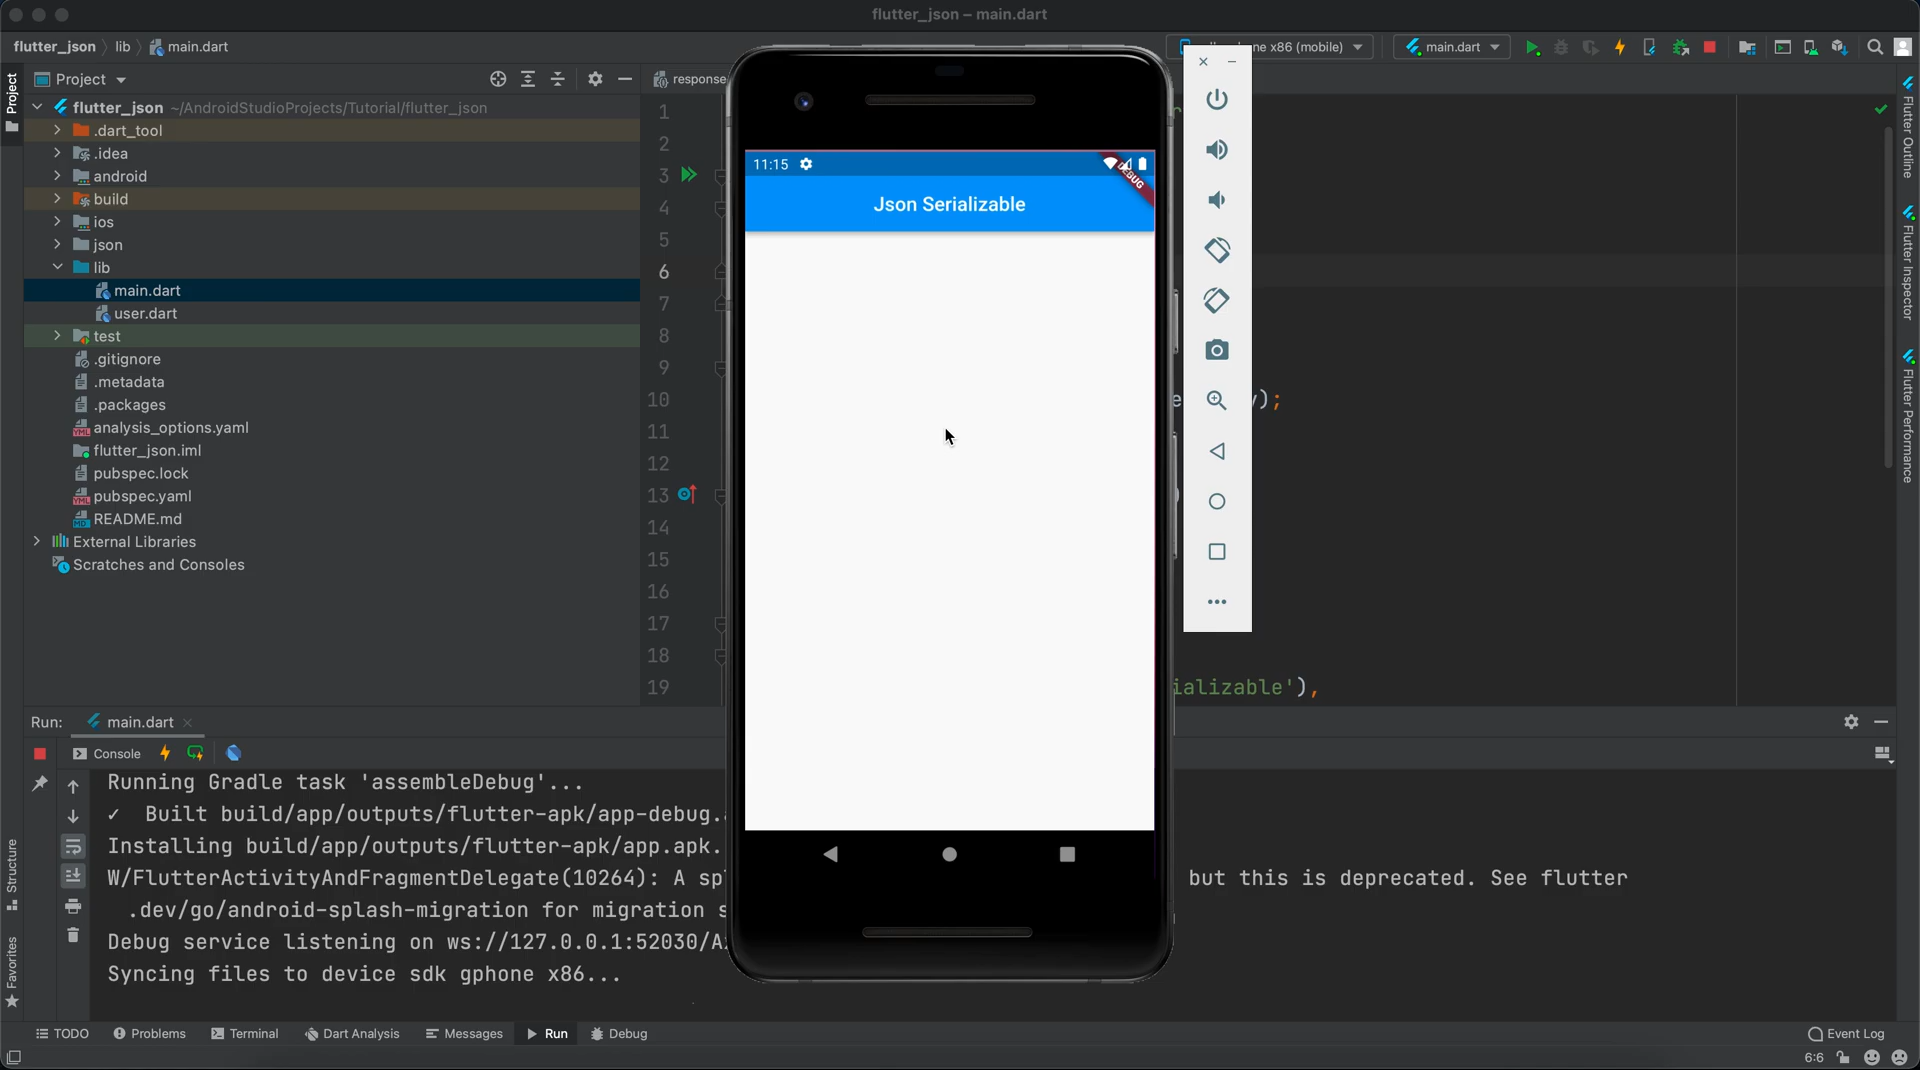 flutter_json – main.dart
flutter_json
lib
main.dart
x86 (mobile)
main.dart
Project
Project
response
flutter_json ~/AndroidStudioProjects/Tutorial/flutter_json
.dart_tool
.idea
android
build
ios
json
lib
main.dart
user.dart
test
.gitignore
.metadata
.packages
analysis_options.yaml
flutter_json.iml
pubspec.lock
pubspec.yaml
README.md
External Libraries
Scratches and Consoles
1
2
3
4
5
6
7
8
9
10
11
12
13
14
15
16
17
18
19
11:15
DEBUG
Json Serializable
);
ializable'),
Flutter Outline
Flutter Inspector
Flutter Performance
Run:
main.dart
Console
Running Gradle task 'assembleDebug'...
✓ Built build/app/outputs/flutter-apk/app-debug.
Installing build/app/outputs/flutter-apk/app.apk.
W/FlutterActivityAndFragmentDelegate(10264): A sp but this is deprecated. See flutter
.dev/go/android-splash-migration for migration s
Debug service listening on ws://127.0.0.1:52030/A
Syncing files to device sdk gphone x86...
Structure
Favorites
TODO
Problems
Terminal
Dart Analysis
Messages
Run
Debug
Event Log
6:6